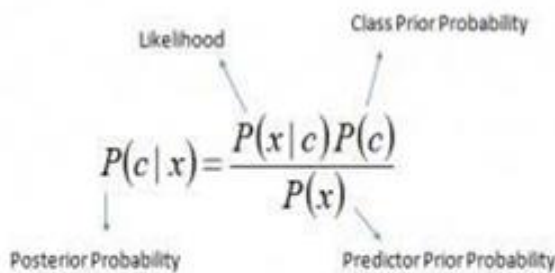 Likelihood
Class Prior Probability
P(c|x) = P(x|c)P(c) / P(x)
Posterior Probability
Predictor Prior Probability